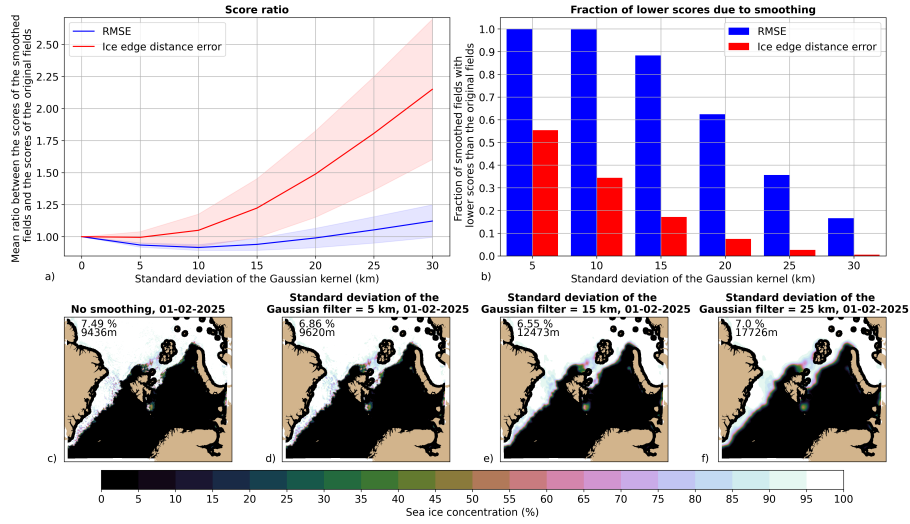 Score ratio
Mean ratio between the scores of the smoothed
fields and the scores of the original fields
2.50
2.25
2.00
1.75
1.50
1.25
1.00
RMSE
Ice edge distance error
0 5 10 15 20 25 30
Standard deviation of the Gaussian kernel (km)
a)
Fraction of lower scores due to smoothing
Fraction of smoothed fields with
lower scores than the original fields
1.0
0.9
0.8
0.7
0.6
0.5
0.4
0.3
0.2
0.1
0.0
RMSE
Ice edge distance error
5 10 15 20 25 30
Standard deviation of the Gaussian kernel (km)
b)
No smoothing, 01-02-2025
7.49 %
9436m
c)
Standard deviation of the
Gaussian filter = 5 km, 01-02-2025
6.86 %
9620m
d)
Standard deviation of the
Gaussian filter = 15 km, 01-02-2025
6.55 %
12473m
e)
Standard deviation of the
Gaussian filter = 25 km, 01-02-2025
7.0 %
17726m
f)
0 5 10 15 20 25 30 35 40 45 50 55 60 65 70 75 80 85 90 95 100
Sea ice concentration (%)